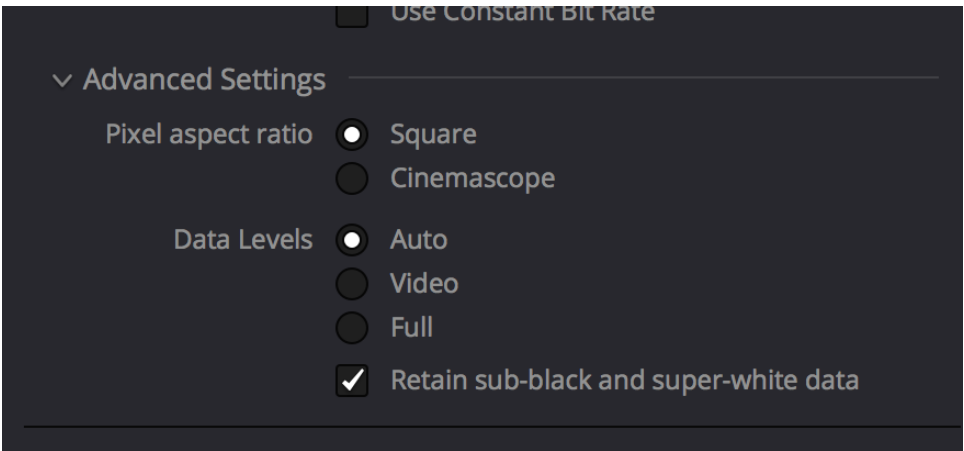 Use Constant Bit Rate
Advanced Settings
Pixel aspect ratio Square
Cinemascope
Data Levels Auto
Video
Full
Retain sub-black and super-white data